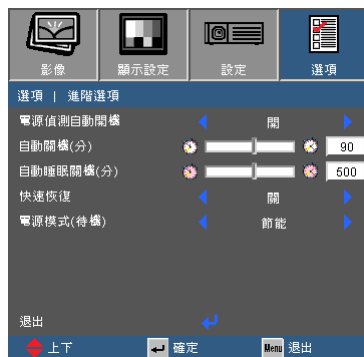 影像 顯示設定 設定 選項
選項 | 進階選項
電源偵測自動開機 開
自動關機(分) 90
自動睡眠關機(分) 500
快速恢復 關
電源模式(待機) 節能
退出
上下 確定 Menu 退出